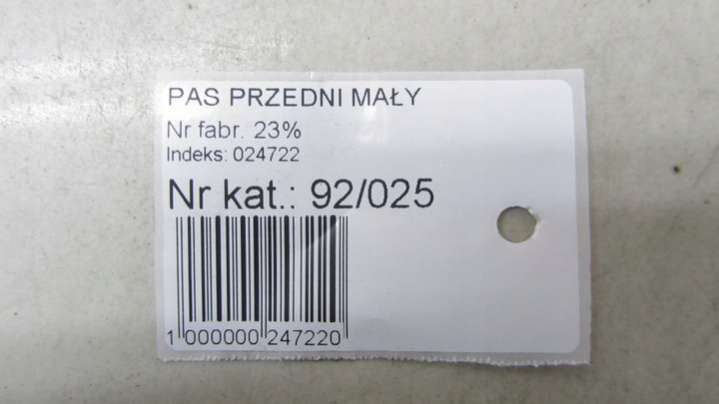 PAS PRZEDNI MAŁY
Nr fabr. 23%
Indeks: 024722
Nr kat.: 92/025
1 000000 247220